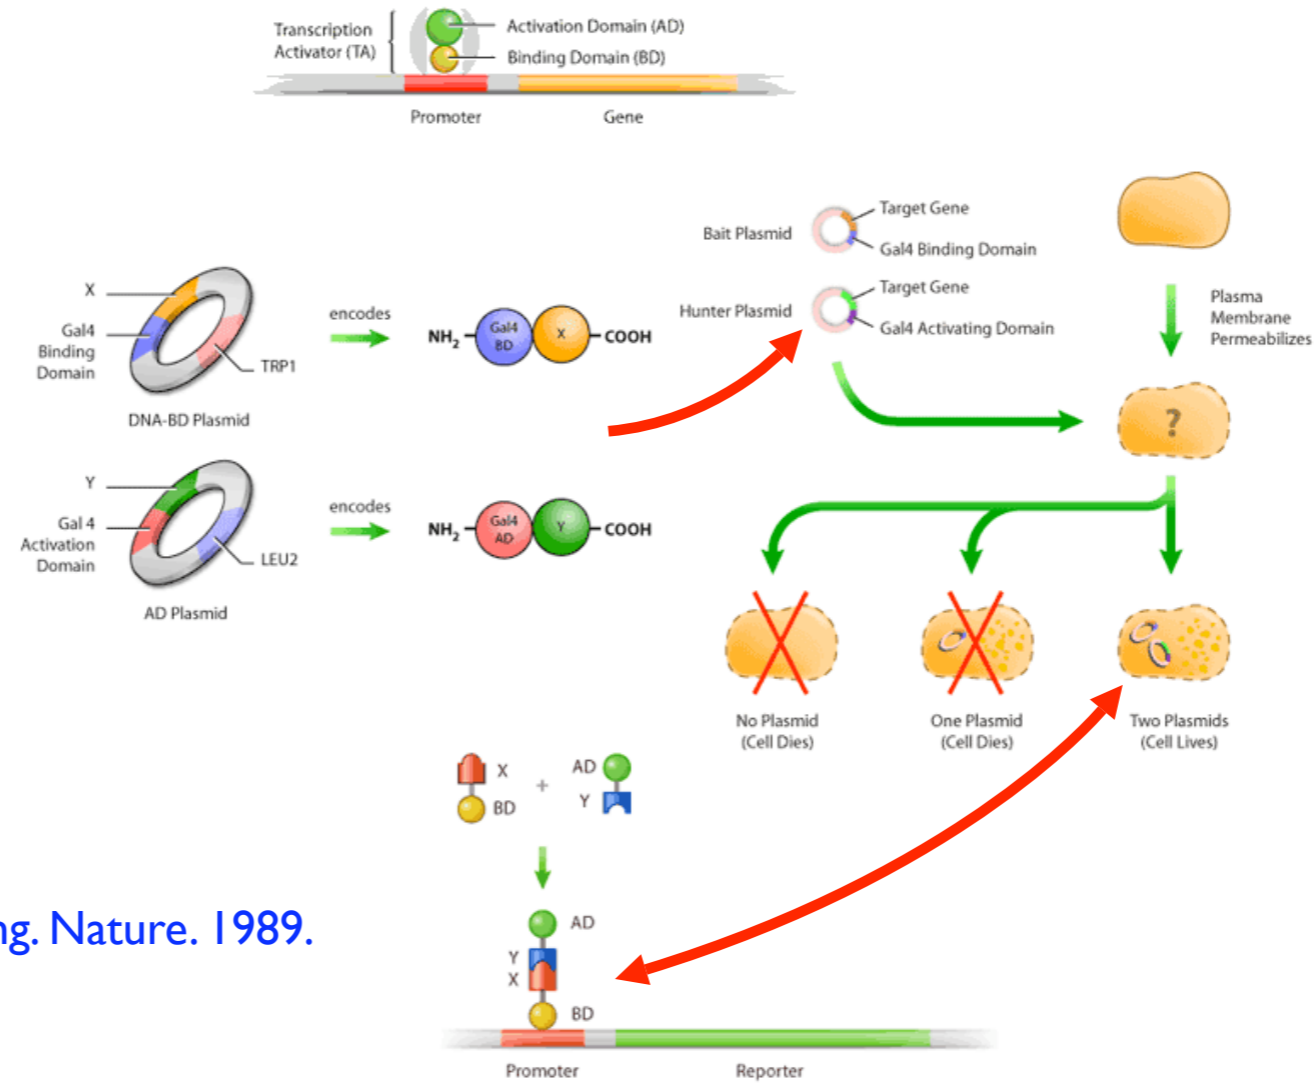 Transcription
Activator (TA)
Activation Domain (AD)
Binding Domain (BD)
Promoter
Gene
X
Gal4
Binding
Domain
TRP1
DNA-BD Plasmid
encodes
NH2
Gal4
BD
X
COOH
Y
Gal 4
Activation
Domain
LEU2
AD Plasmid
encodes
NH2
Gal4
AD
Y
COOH
Bait Plasmid
Target Gene
Gal4 Binding Domain
Hunter Plasmid
Target Gene
Gal4 Activating Domain
Plasma
Membrane
Permeabilizes
?
No Plasmid
(Cell Dies)
One Plasmid
(Cell Dies)
Two Plasmids
(Cell Lives)
X
BD
+
AD
Y
AD
Y
X
BD
Promoter
Reporter
ng. Nature. 1989.